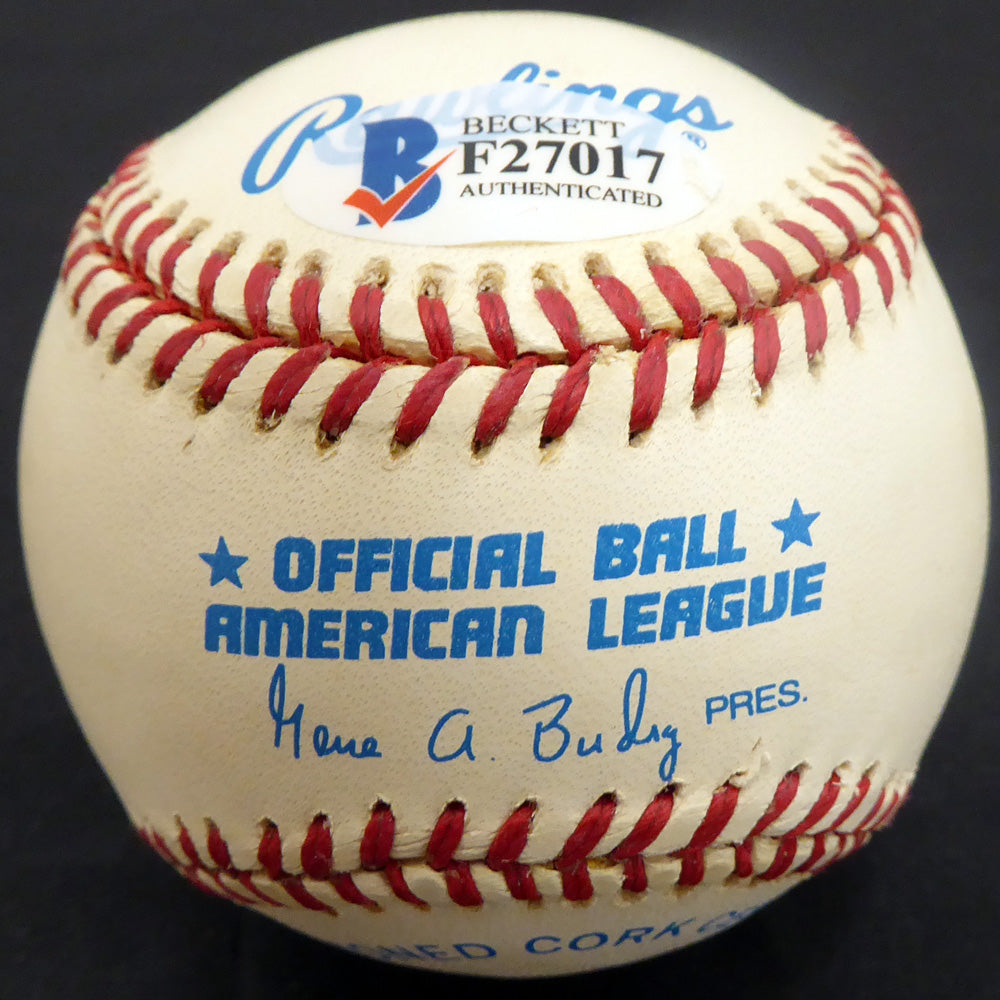 Rawlings ®
BECKETT
F27017
AUTHENTICATED
★ OFFICIAL BALL ★
AMERICAN LEAGUE
Gene A. Budig PRES.
CORK